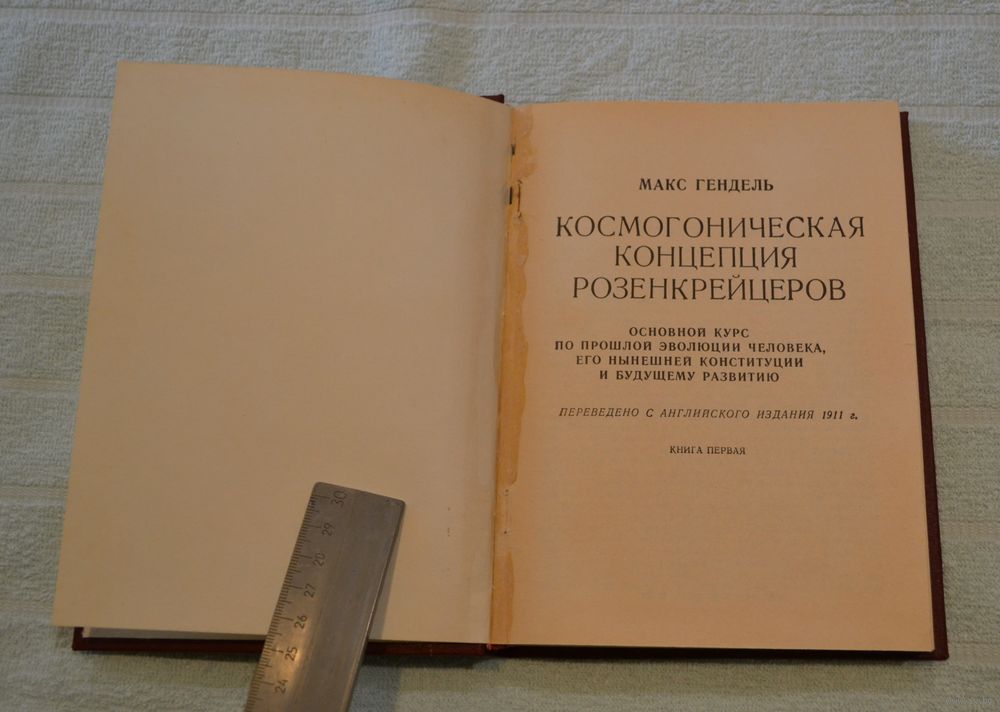 МАКС ГЕНДЕЛЬ
КОСМОГОНИЧЕСКАЯ
КОНЦЕПЦИЯ
РОЗЕНКРЕЙЦЕРОВ
ОСНОВНОЙ КУРС
ПО ПРОШЛОЙ ЭВОЛЮЦИИ ЧЕЛОВЕКА,
ЕГО НЫНЕШНЕЙ КОНСТИТУЦИИ
И БУДУЩЕМУ РАЗВИТИЮ
ПЕРЕВЕДЕНО С АНГЛИЙСКОГО ИЗДАНИЯ 1911 г.
КНИГА ПЕРВАЯ
30
29
20
27
26
25
24